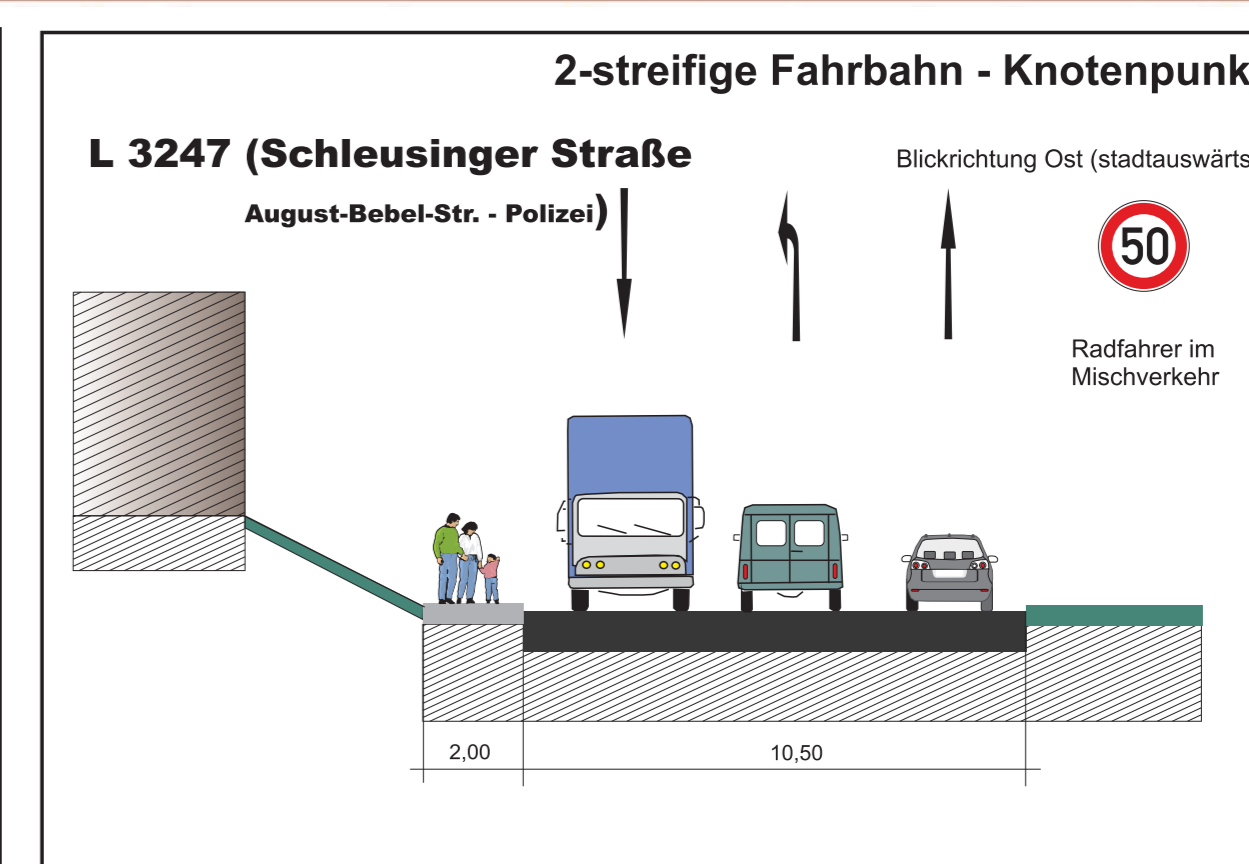 2-streifige Fahrbahn - Knotenpunk
L 3247 (Schleusinger Straße
Blickrichtung Ost (stadtauswärts
August-Bebel-Str. - Polizei)
50
Radfahrer im
Mischverkehr
2,00
10,50